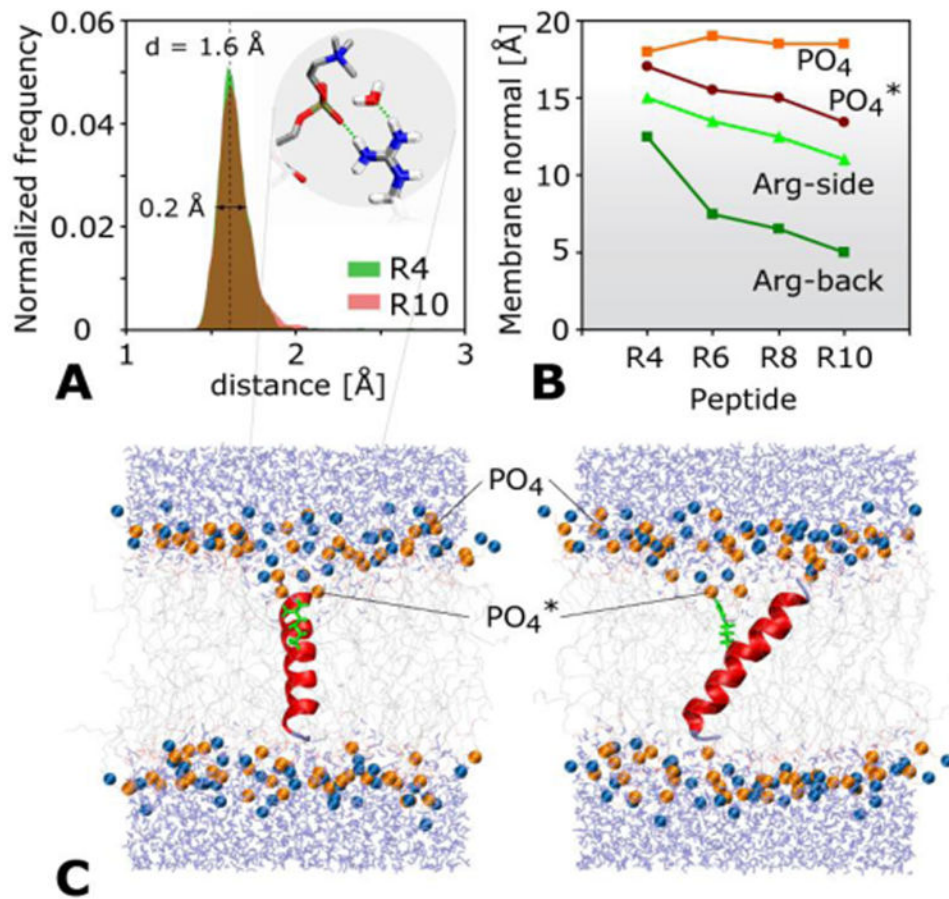 0.06
0.04
0.02
0
Normalized frequency
d = 1.6 Å
0.2 Å
R4
R10
1
2
3
distance [Å]
A
20
15
10
5
0
Membrane normal [Å]
PO₄
PO₄*
Arg-side
Arg-back
R4
R6
R8
R10
Peptide
B
PO₄
PO₄*
C